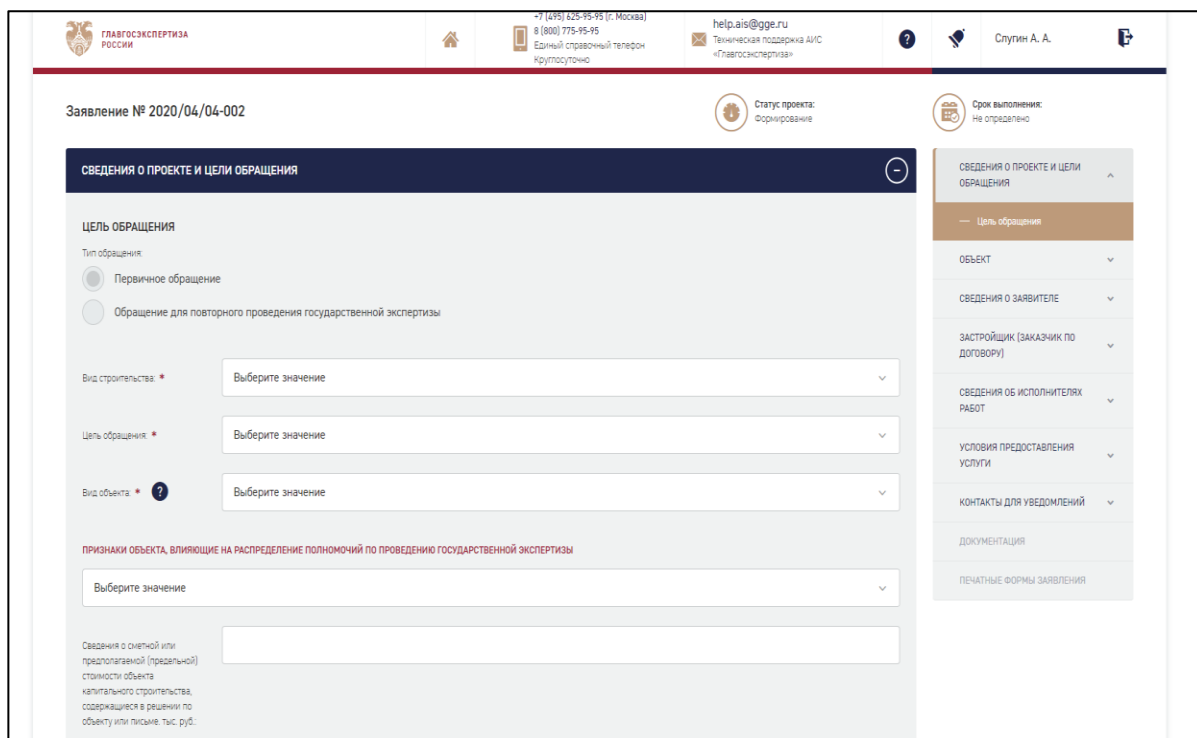 ГЛАВГОСЭКСПЕРТИЗА
РОССИИ
+7 (495) 625-95-95 (г. Москва)
8 (800) 775-95-95
Единый справочный телефон
Круглосуточно
help.ais@gge.ru
Техническая поддержка АИС
«Главгосэкспертиза»
?
Слугин А. А.
Заявление № 2020/04/04-002
Статус проекта:
Формирование
Срок выполнения:
Не определено
СВЕДЕНИЯ О ПРОЕКТЕ И ЦЕЛИ ОБРАЩЕНИЯ
ЦЕЛЬ ОБРАЩЕНИЯ
Тип обращения:
Первичное обращение
Обращение для повторного проведения государственной экспертизы
Вид строительства: *
Выберите значение
Цель обращения: *
Выберите значение
Вид объекта: * ?
Выберите значение
ПРИЗНАКИ ОБЪЕКТА, ВЛИЯЮЩИЕ НА РАСПРЕДЕЛЕНИЕ ПОЛНОМОЧИЙ ПО ПРОВЕДЕНИЮ ГОСУДАРСТВЕННОЙ ЭКСПЕРТИЗЫ
Выберите значение
Сведения о сметной или
предполагаемой (предельной)
стоимости объекта
капитального строительства,
содержащиеся в решении по
объекту или письме. тыс. руб.:
СВЕДЕНИЯ О ПРОЕКТЕ И ЦЕЛИ
ОБРАЩЕНИЯ
— Цель обращения
ОБЪЕКТ
СВЕДЕНИЯ О ЗАЯВИТЕЛЕ
ЗАСТРОЙЩИК (ЗАКАЗЧИК ПО
ДОГОВОРУ)
СВЕДЕНИЯ ОБ ИСПОЛНИТЕЛЯХ
РАБОТ
УСЛОВИЯ ПРЕДОСТАВЛЕНИЯ
УСЛУГИ
КОНТАКТЫ ДЛЯ УВЕДОМЛЕНИЙ
ДОКУМЕНТАЦИЯ
ПЕЧАТНЫЕ ФОРМЫ ЗАЯВЛЕНИЯ